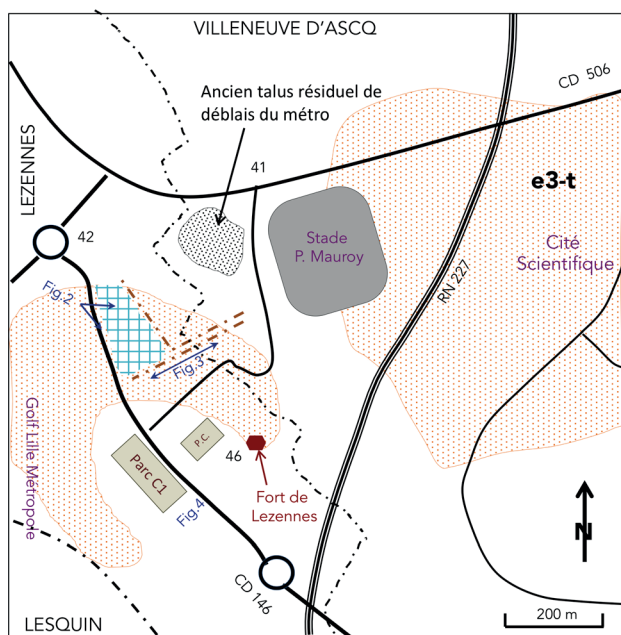 VILLENEUVE D'ASCQ
CD 506
Ancien talus résiduel de
déblais du métro
LEZENNES
41
e3-t
42
Stade
P. Mauroy
Cité
Scientifique
RN 227
Fig.2
Fig.3
Golf Lille Métropole
P.C.
46
Parc C1
Fort de
Lezennes
Fig.4
N
CD 146
200 m
LESQUIN